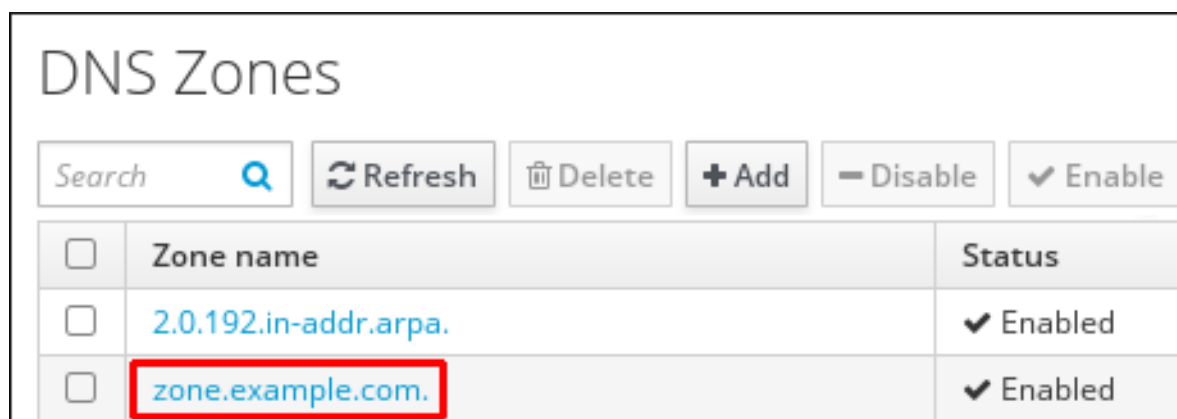 DNS Zones
Search Refresh Delete Add Disable Enable
Zone name Status
2.0.192.in-addr.arpa. Enabled
zone.example.com. Enabled